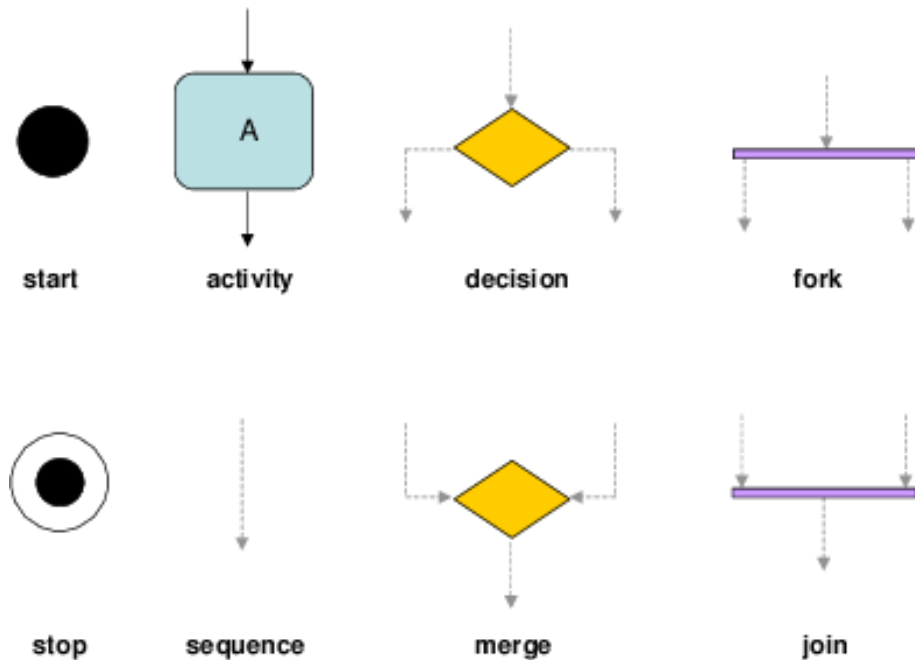 A
start
activity
decision
fork
stop
sequence
merge
join